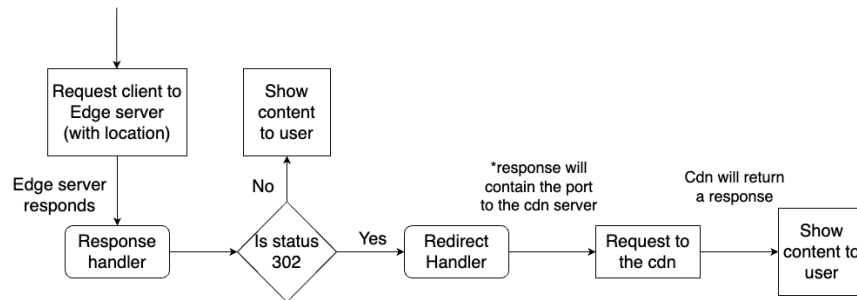 Request client to
Edge server
(with location)
Show
content
to user
Edge server
responds
No
*response will
contain the port
to the cdn server
Cdn will return
a response
Response
handler
Is status
302
Yes
Redirect
Handler
Request to
the cdn
Show
content to
user